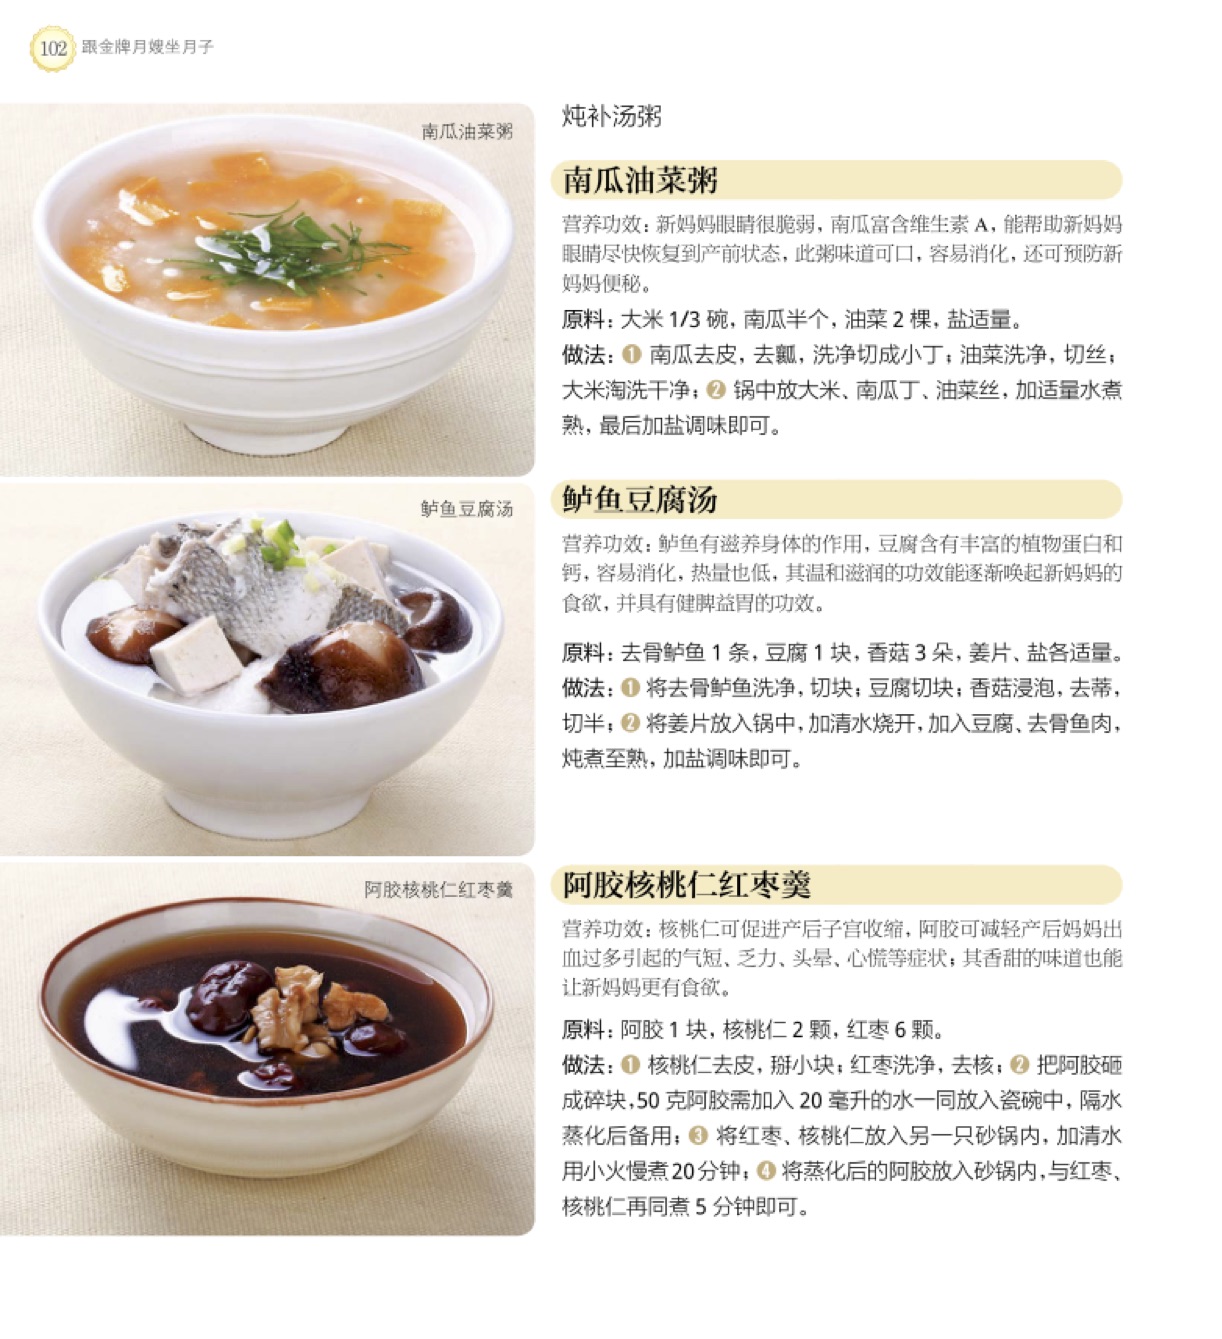 102 跟金牌月嫂坐月子
南瓜油菜粥
炖补汤粥
南瓜油菜粥
营养功效：新妈妈眼睛很脆弱，南瓜富含维生素 A，能帮助新妈妈
眼睛尽快恢复到产前状态，此粥味道可口，容易消化，还可预防新
妈妈便秘。
原料：大米 1/3 碗，南瓜半个，油菜 2 棵，盐适量。
做法：❶ 南瓜去皮，去瓤，洗净切成小丁；油菜洗净，切丝；
大米淘洗干净；❷ 锅中放大米、南瓜丁、油菜丝，加适量水煮
熟，最后加盐调味即可。
鲈鱼豆腐汤
鲈鱼豆腐汤
营养功效：鲈鱼有滋养身体的作用，豆腐含有丰富的植物蛋白和
钙，容易消化，热量也低，其温和滋润的功效能逐渐唤起新妈妈的
食欲，并具有健脾益胃的功效。
原料：去骨鲈鱼 1 条，豆腐 1 块，香菇 3 朵，姜片、盐各适量。
做法：❶ 将去骨鲈鱼洗净，切块；豆腐切块；香菇浸泡，去蒂，
切半；❷ 将姜片放入锅中，加清水烧开，加入豆腐、去骨鱼肉，
炖煮至熟，加盐调味即可。
阿胶核桃仁红枣羹
阿胶核桃仁红枣羹
营养功效：核桃仁可促进产后子宫收缩，阿胶可减轻产后妈妈出
血过多引起的气短、乏力、头晕、心慌等症状；其香甜的味道也能
让新妈妈更有食欲。
原料：阿胶 1 块，核桃仁 2 颗，红枣 6 颗。
做法：❶ 核桃仁去皮，掰小块；红枣洗净，去核；❷ 把阿胶砸
成碎块，50 克阿胶需加入 20 毫升的水一同放入瓷碗中，隔水
蒸化后备用；❸ 将红枣、核桃仁放入另一只砂锅内，加清水
用小火慢煮20分钟；❹ 将蒸化后的阿胶放入砂锅内，与红枣、
核桃仁再同煮 5 分钟即可。